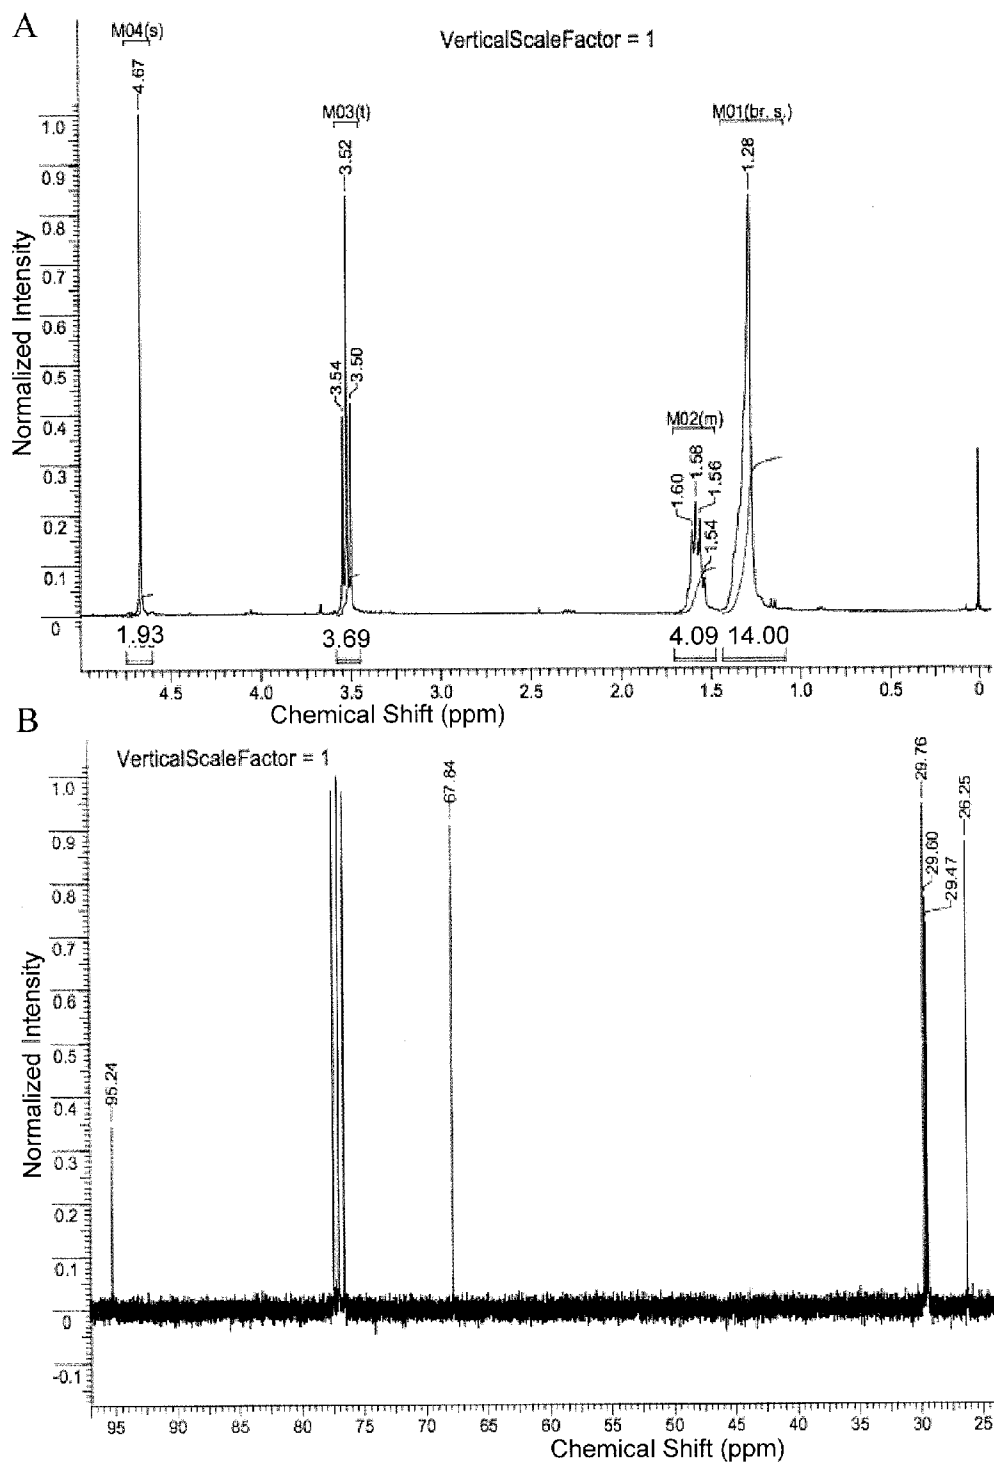 A
M04(s)
VerticalScaleFactor = 1
4.67
M03(t)
M01(br. s.)
3.52
1.28
3.54
3.50
M02(m)
1.60
1.58
1.56
1.54
1.0
0.9
0.8
0.7
0.6
0.5
0.4
0.3
0.2
0.1
0
Normalized Intensity
1.93 3.69 4.09 14.00
4.5 4.0 3.5 3.0 2.5 2.0 1.5 1.0 0.5 0
Chemical Shift (ppm)
B
VerticalScaleFactor = 1
95.24
67.84
29.76
29.60
29.47
26.25
1.0
0.9
0.8
0.7
0.6
0.5
0.4
0.3
0.2
0.1
0
-0.1
Normalized Intensity
95 90 85 80 75 70 65 60 55 50 45 40 35 30 25
Chemical Shift (ppm)